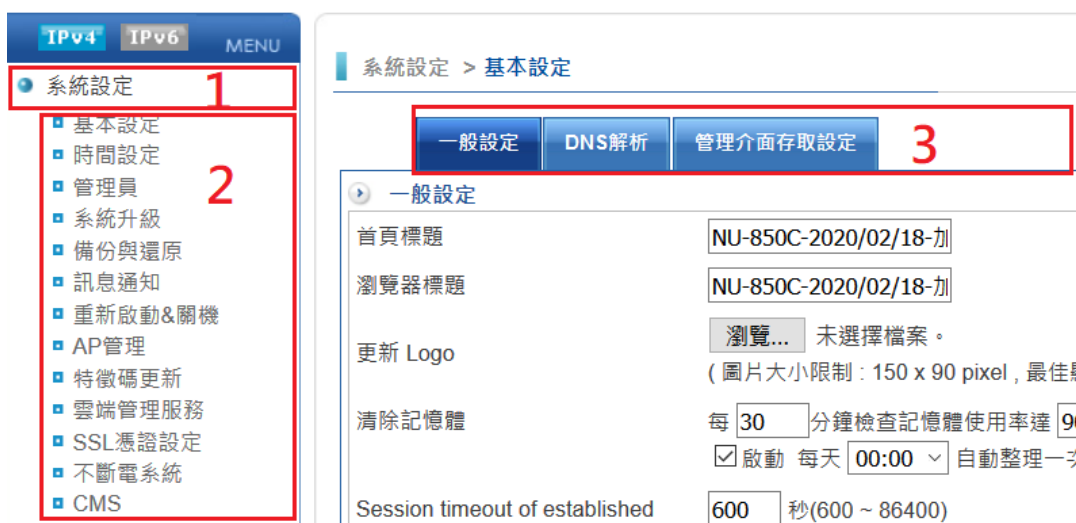 IPv4 IPv6 MENU
系統設定 1
基本設定
時間設定
管理員
2
系統升級
備份與還原
訊息通知
重新啟動&關機
AP管理
特徵碼更新
雲端管理服務
SSL憑證設定
不斷電系統
CMS
系統設定 > 基本設定
一般設定 DNS解析 管理介面存取設定 3
一般設定
首頁標題 NU-850C-2020/02/18-加
瀏覽器標題 NU-850C-2020/02/18-加
更新 Logo 瀏覽... 未選擇檔案。
( 圖片大小限制 : 150 x 90 pixel , 最佳
清除記憶體 每 30 分鐘檢查記憶體使用率達 90
啟動 每天 00:00 自動整理一次
Session timeout of established 600 秒(600 ~ 86400)